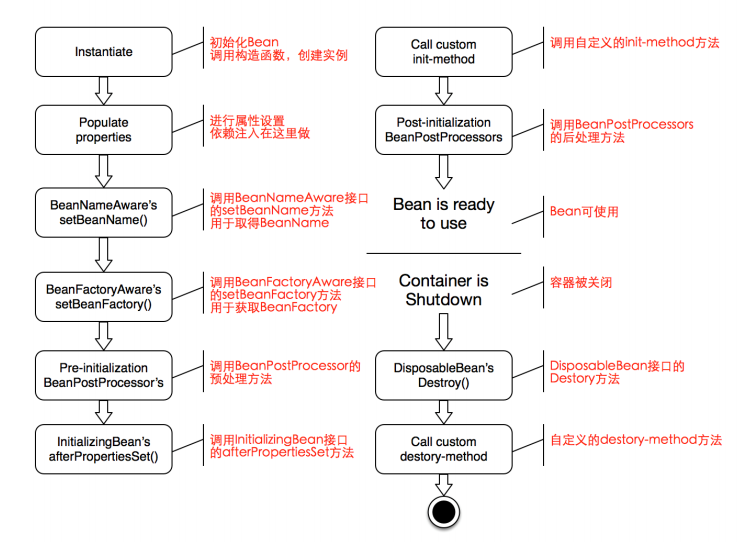 Instantiate
初始化Bean
调用构造函数，创建实例
Populate
properties
进行属性设置
依赖注入在这里做
BeanNameAware's
setBeanName()
调用BeanNameAware接口
的setBeanName方法
用于取得BeanName
BeanFactoryAware's
setBeanFactory()
调用BeanFactoryAware接口
的setBeanFactory方法
用于获取BeanFactory
Pre-initialization
BeanPostProcessor's
调用BeanPostProcessor的
预处理方法
InitializingBean's
afterPropertiesSet()
调用InitializingBean接口
的afterPropertiesSet方法
Call custom
init-method
调用自定义的init-method方法
Post-initialization
BeanPostProcessors
调用BeanPostProcessors
的后处理方法
Bean is ready
to use
Bean可使用
Container is
Shutdown
容器被关闭
DisposableBean's
Destroy()
DisposableBean接口的
Destory方法
Call custom
destory-method
自定义的destory-method方法